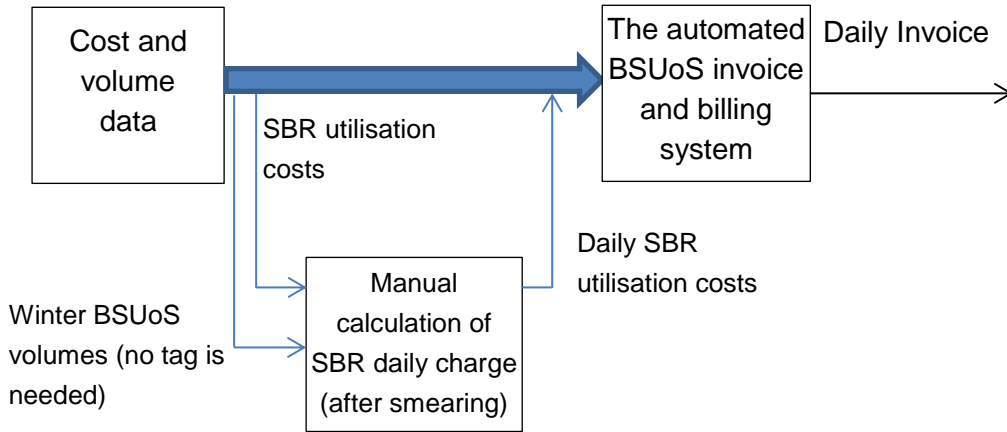 Cost and
volume
data
The automated
BSUoS invoice
and billing
system
Daily Invoice
SBR utilisation
costs
Daily SBR
utilisation costs
Winter BSUoS
volumes (no tag is
needed)
Manual
calculation of
SBR daily charge
(after smearing)